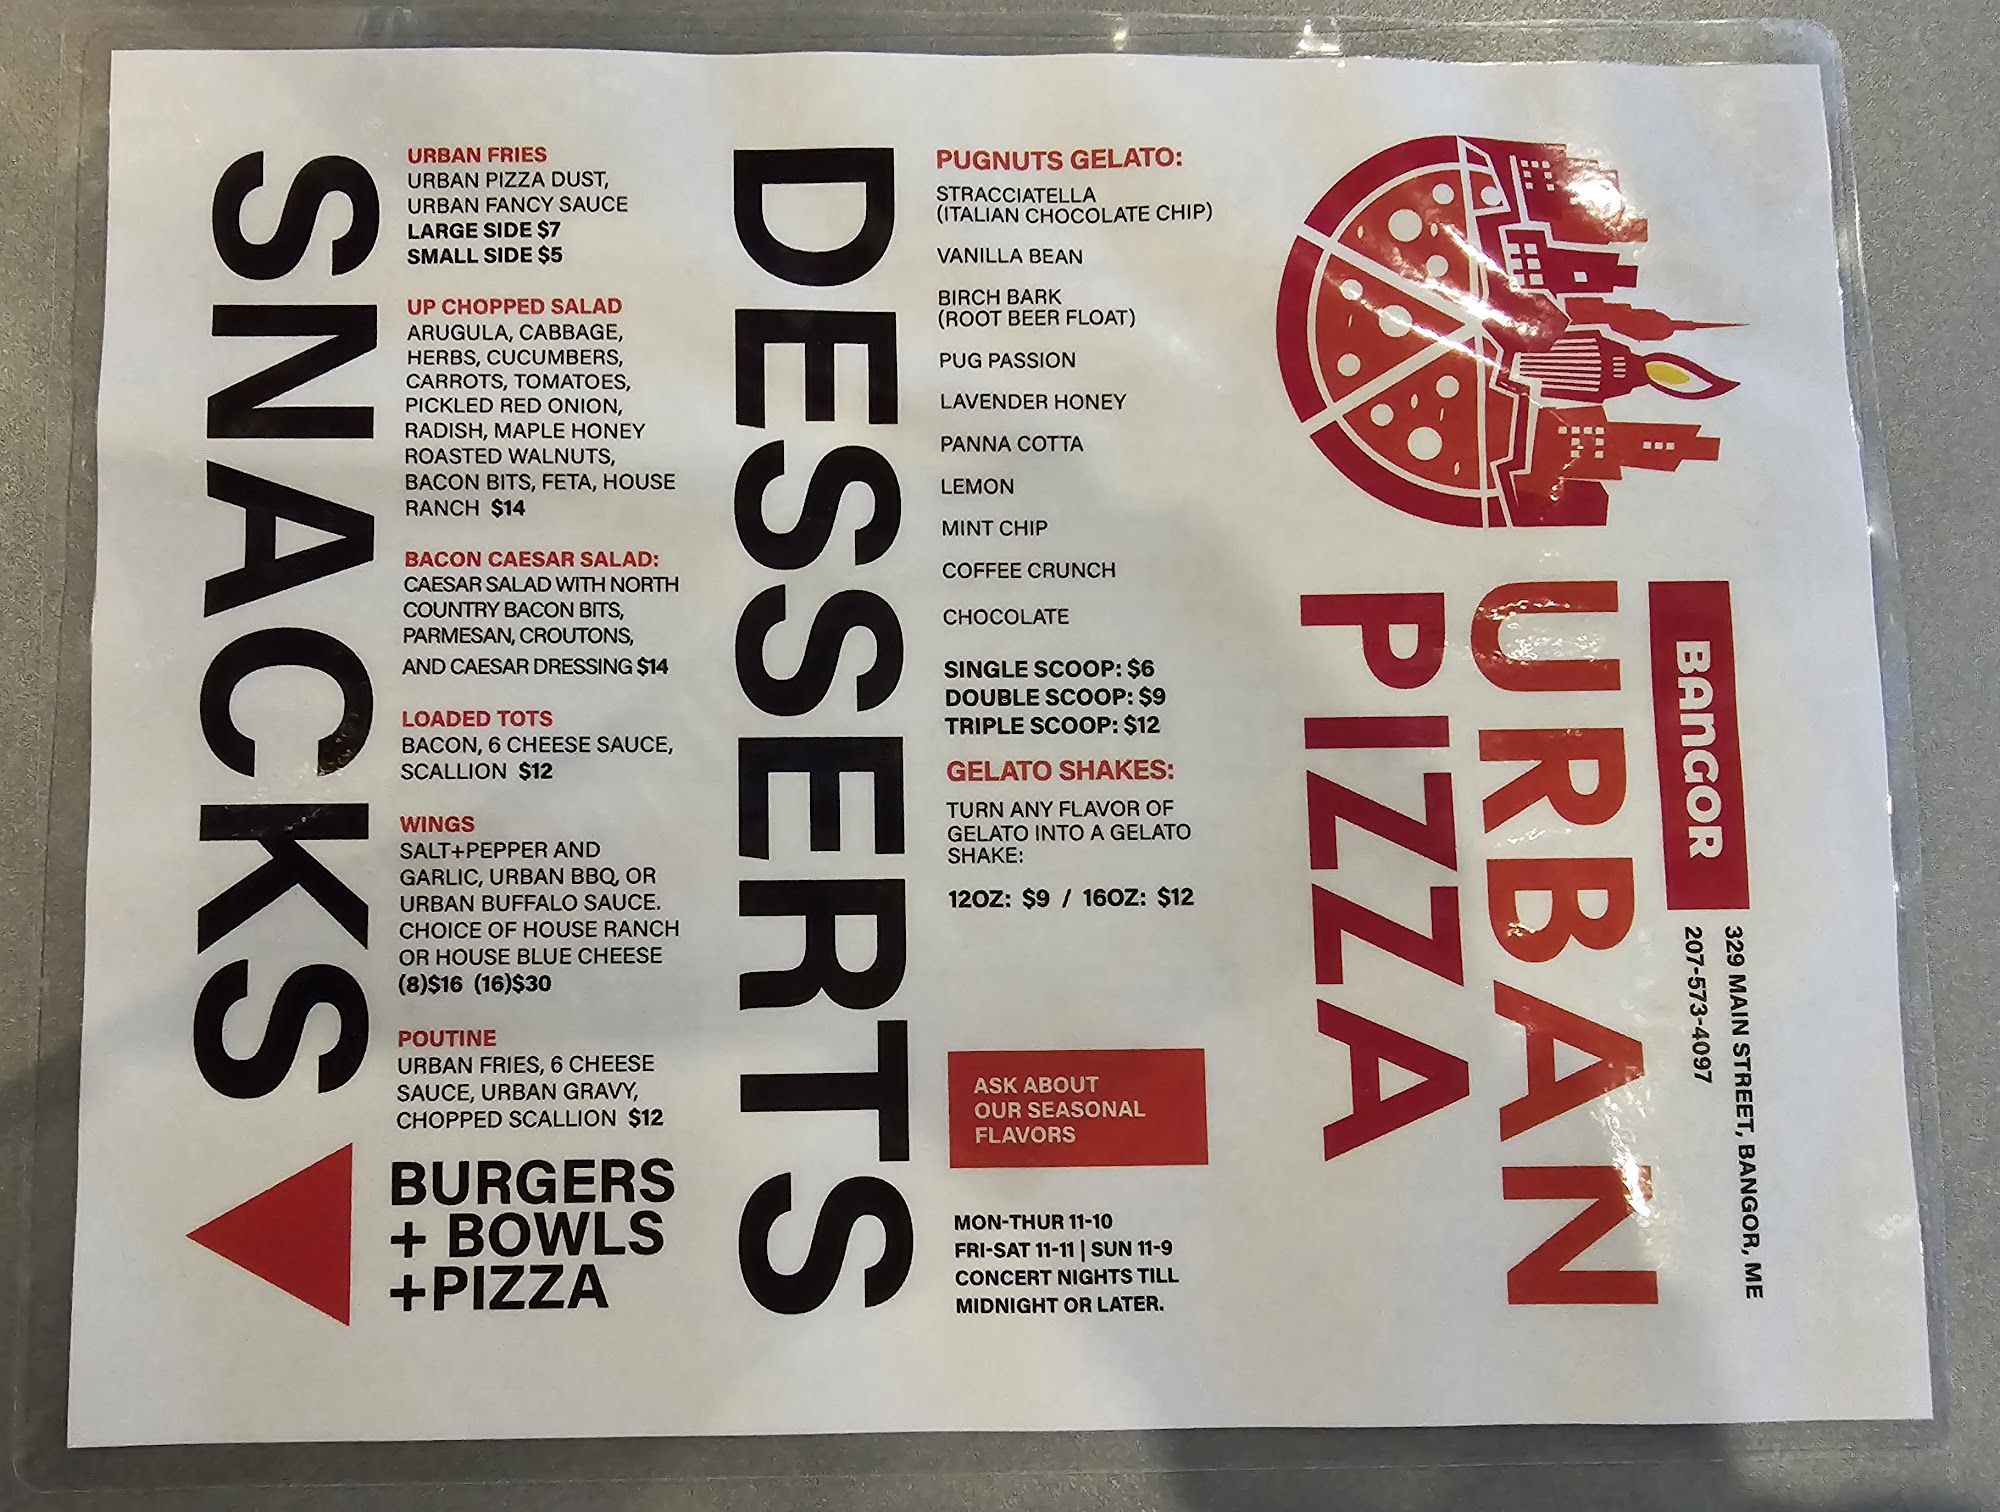 SNACKS
URBAN FRIES
URBAN PIZZA DUST,
URBAN FANCY SAUCE
LARGE SIDE $7
SMALL SIDE $5
UP CHOPPED SALAD
ARUGULA, CABBAGE,
HERBS, CUCUMBERS,
CARROTS, TOMATOES,
PICKLED RED ONION,
RADISH, MAPLE HONEY
ROASTED WALNUTS,
BACON BITS, FETA, HOUSE
RANCH $14
BACON CAESAR SALAD:
CAESAR SALAD WITH NORTH
COUNTRY BACON BITS,
PARMESAN, CROUTONS,
AND CAESAR DRESSING $14
LOADED TOTS
BACON, 6 CHEESE SAUCE,
SCALLION $12
WINGS
SALT+PEPPER AND
GARLIC, URBAN BBQ, OR
URBAN BUFFALO SAUCE.
CHOICE OF HOUSE RANCH
OR HOUSE BLUE CHEESE
(8)$16 (16)$30
POUTINE
URBAN FRIES, 6 CHEESE
SAUCE, URBAN GRAVY,
CHOPPED SCALLION $12
BURGERS
+ BOWLS
+PIZZA
DESSERTS
PUGNUTS GELATO:
STRACCIATELLA
(ITALIAN CHOCOLATE CHIP)
VANILLA BEAN
BIRCH BARK
(ROOT BEER FLOAT)
PUG PASSION
LAVENDER HONEY
PANNA COTTA
LEMON
MINT CHIP
COFFEE CRUNCH
CHOCOLATE
SINGLE SCOOP: $6
DOUBLE SCOOP: $9
TRIPLE SCOOP: $12
GELATO SHAKES:
TURN ANY FLAVOR OF
GELATO INTO A GELATO
SHAKE:
12OZ: $9 / 16OZ: $12
ASK ABOUT
OUR SEASONAL
FLAVORS
MON-THUR 11-10
FRI-SAT 11-11 | SUN 11-9
CONCERT NIGHTS TILL
MIDNIGHT OR LATER.
BANGOR
329 MAIN STREET, BANGOR, ME
207-573-4097
URBAN
PIZZA